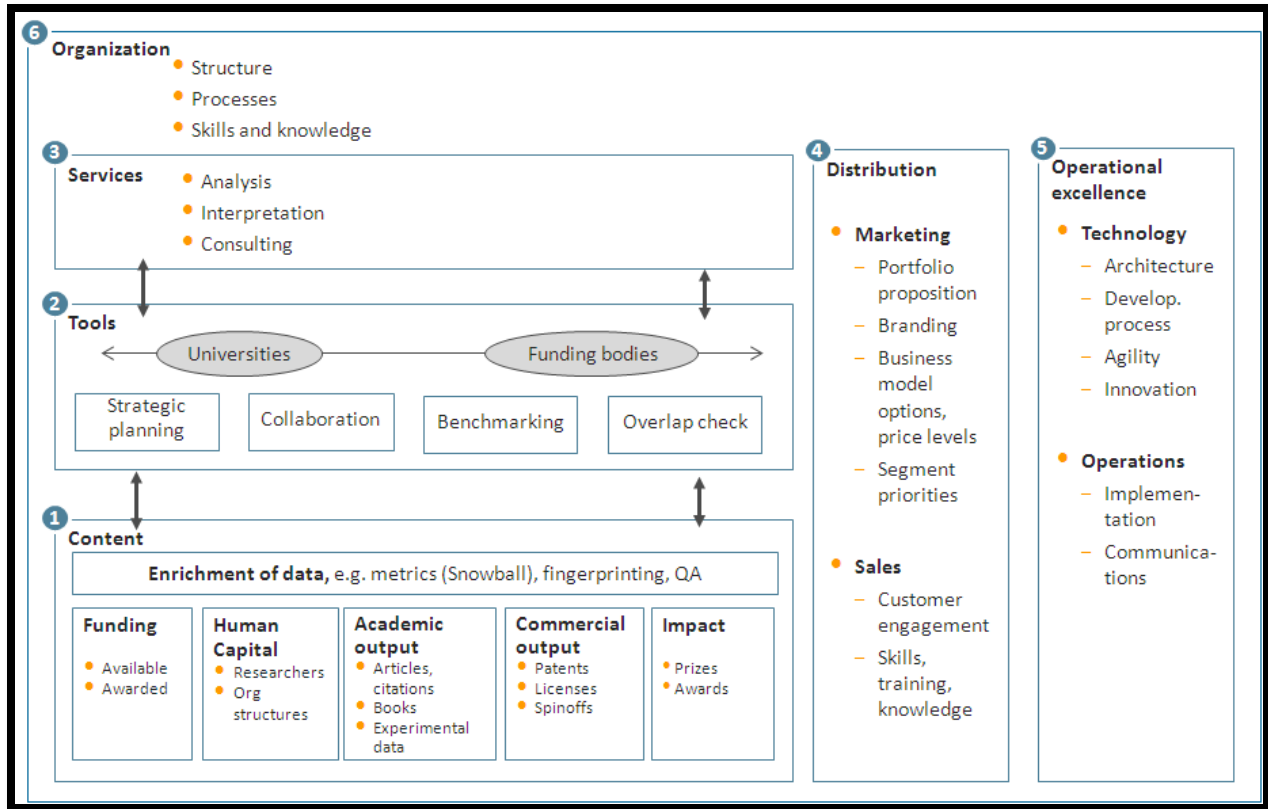 6
Organization
• Structure
• Processes
• Skills and knowledge
3
Services
• Analysis
• Interpretation
• Consulting
2
Tools
Universities
Funding bodies
Strategic
planning
Collaboration
Benchmarking
Overlap check
1
Content
Enrichment of data, e.g. metrics (Snowball), fingerprinting, QA
Funding
• Available
• Awarded
Human
Capital
• Researchers
• Org
structures
Academic
output
• Articles,
citations
• Books
• Experimental
data
Commercial
output
• Patents
• Licenses
• Spinoffs
Impact
• Prizes
• Awards
4
Distribution
• Marketing
– Portfolio
proposition
– Branding
– Business
model
options,
price levels
– Segment
priorities
• Sales
– Customer
engagement
– Skills,
training,
knowledge
5
Operational
excellence
• Technology
– Architecture
– Develop.
process
– Agility
– Innovation
• Operations
– Implemen-
tation
– Communica-
tions